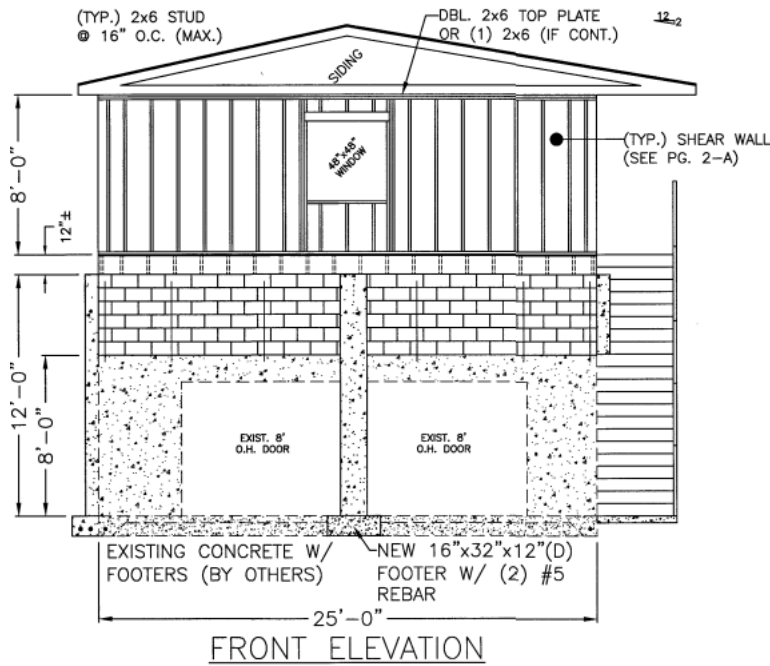 (TYP.) 2x6 STUD
@ 16" O.C. (MAX.)
DBL. 2x6 TOP PLATE
OR (1) 2x6 (IF CONT.)
12
2
SIDING
8'-0"
48"x48"
WINDOW
(TYP.) SHEAR WALL
(SEE PG. 2-A)
12"±
12'-0"
8'-0"
EXIST. 8'
O.H. DOOR
EXIST. 8'
O.H. DOOR
EXISTING CONCRETE W/
FOOTERS (BY OTHERS)
NEW 16"x32"x12"(D)
FOOTER W/ (2) #5
REBAR
25'-0"
FRONT ELEVATION